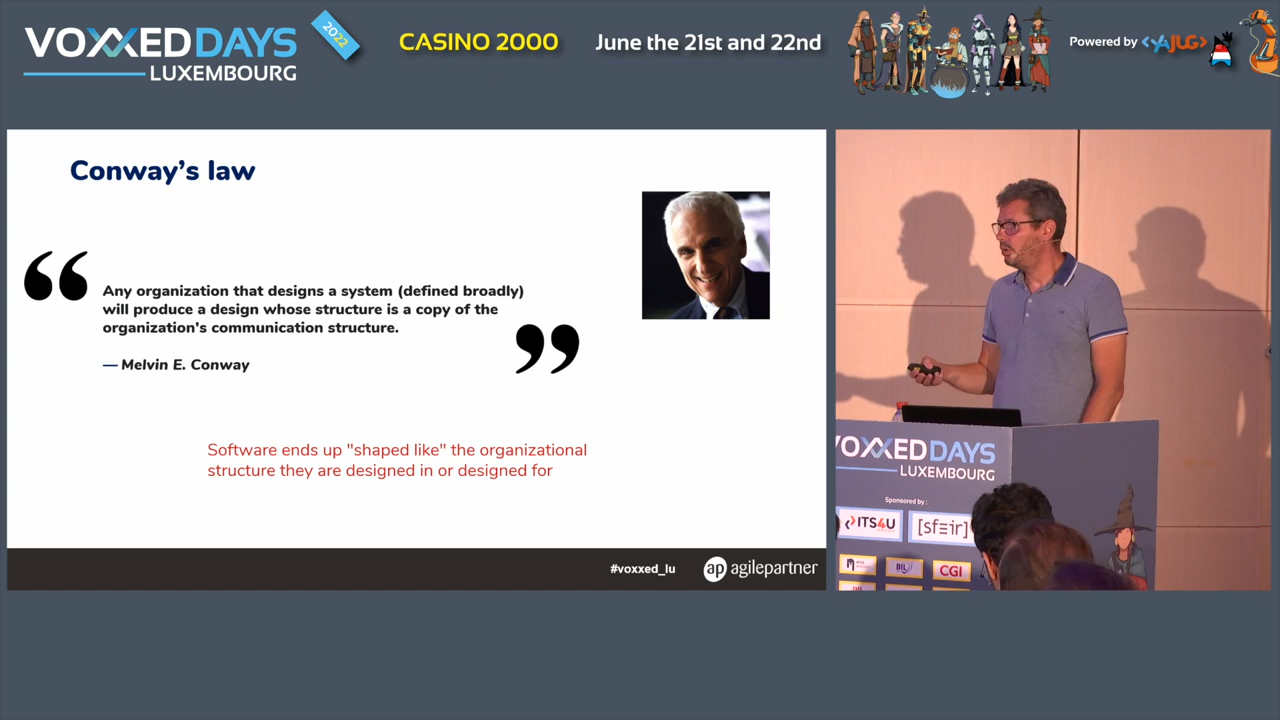 VOXXED DAYS
LUXEMBOURG
2022
CASINO 2000
June the 21st and 22nd
Powered by <YAJUG>
Conway's law
“
Any organization that designs a system (defined broadly)
will produce a design whose structure is a copy of the
organization's communication structure.
”
— Melvin E. Conway
Software ends up "shaped like" the organizational
structure they are designed in or designed for
#voxxed_lu
ap agilepartner
VOXXED DAYS
LUXEMBOURG
Sponsored by :
ITS4U
[sfeir]
BIL
CGI